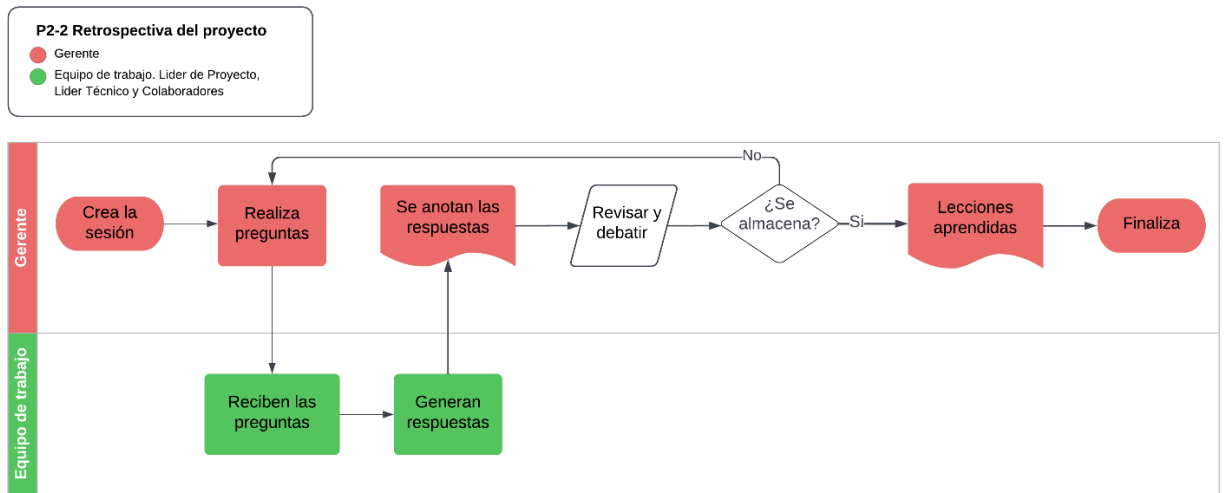 P2-2 Retrospectiva del proyecto
Gerente
Equipo de trabajo. Lider de Proyecto,
Lider Técnico y Colaboradores
Gerente
Crea la
sesión
Realiza
preguntas
Se anotan las
respuestas
Revisar y
debatir
No
¿Se
almacena?
Si
Lecciones
aprendidas
Finaliza
Equipo de trabajo
Reciben las
preguntas
Generan
respuestas